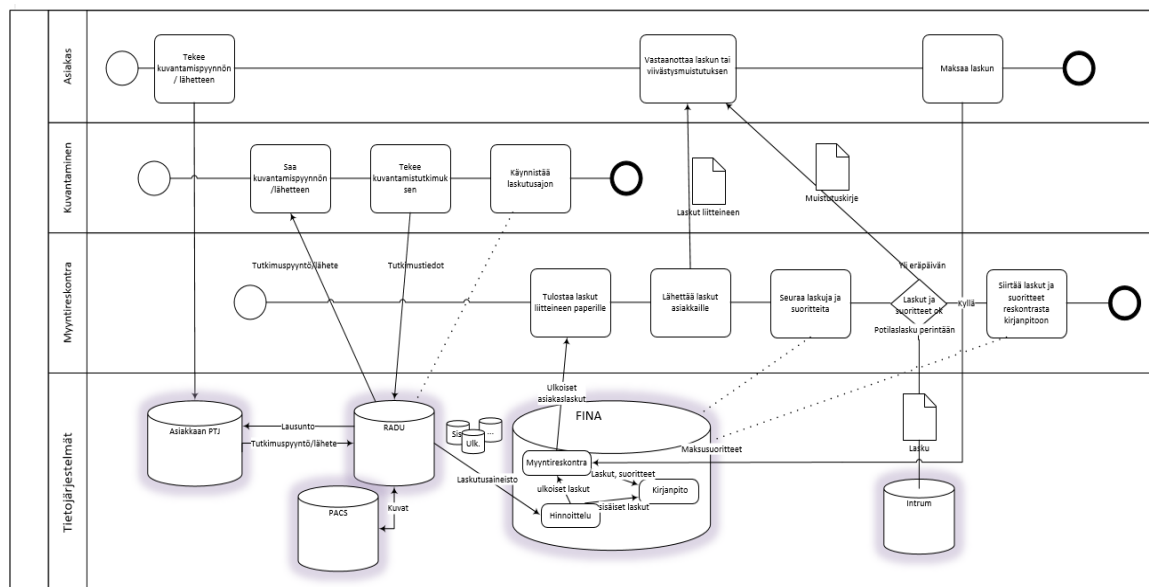 Asiakas
Tekee
kuvantamispyynnön
/ lähetteen
Vastaanottaa laskun tai
viivästysmuistutuksen
Maksaa laskun
Kuvantaminen
Saa
kuvantamispyynnön
/lähetteen
Tekee
kuvantamistutkimuk
sen
Käynnistää
laskutusajon
Laskut liitteineen
Muistutuskirje
Myyntireskontra
Tutkimuspyyntö/lähete
Tutkimustiedot
Tulostaa laskut
liitteineen paperille
Lähettää laskut
asiakkaille
Seuraa laskuja ja
suoritteita
Yli eräpäivän
Laskut ja
suoritteet ok
Kyllä
Potilaslasku perintään
Siirtää laskut ja
suoritteet
reskontrasta
kirjanpitoon
Tietojärjestelmät
Asiakkaan PTJ
Lausunto
Tutkimuspyyntö/lähete
RADU
Sis
Ulk.
...
Laskutusaineisto
PACS
Kuvat
Ulkoiset
asiakaslaskut
FINA
Myyntireskontra
Laskut, suoritteet
ulkoiset laskut
Kirjanpito
Hinnoittelu
sisäiset laskut
Maksusuoritteet
Lasku
Intrum